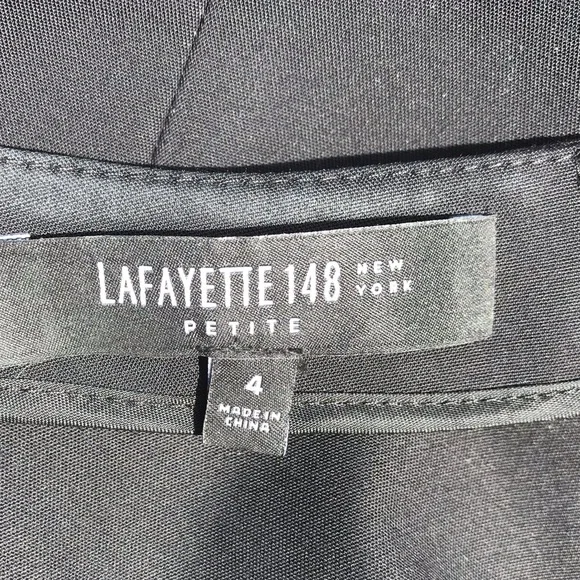 LAFAYETTE 148 NEW YORK
PETITE
4
MADE IN
CHINA